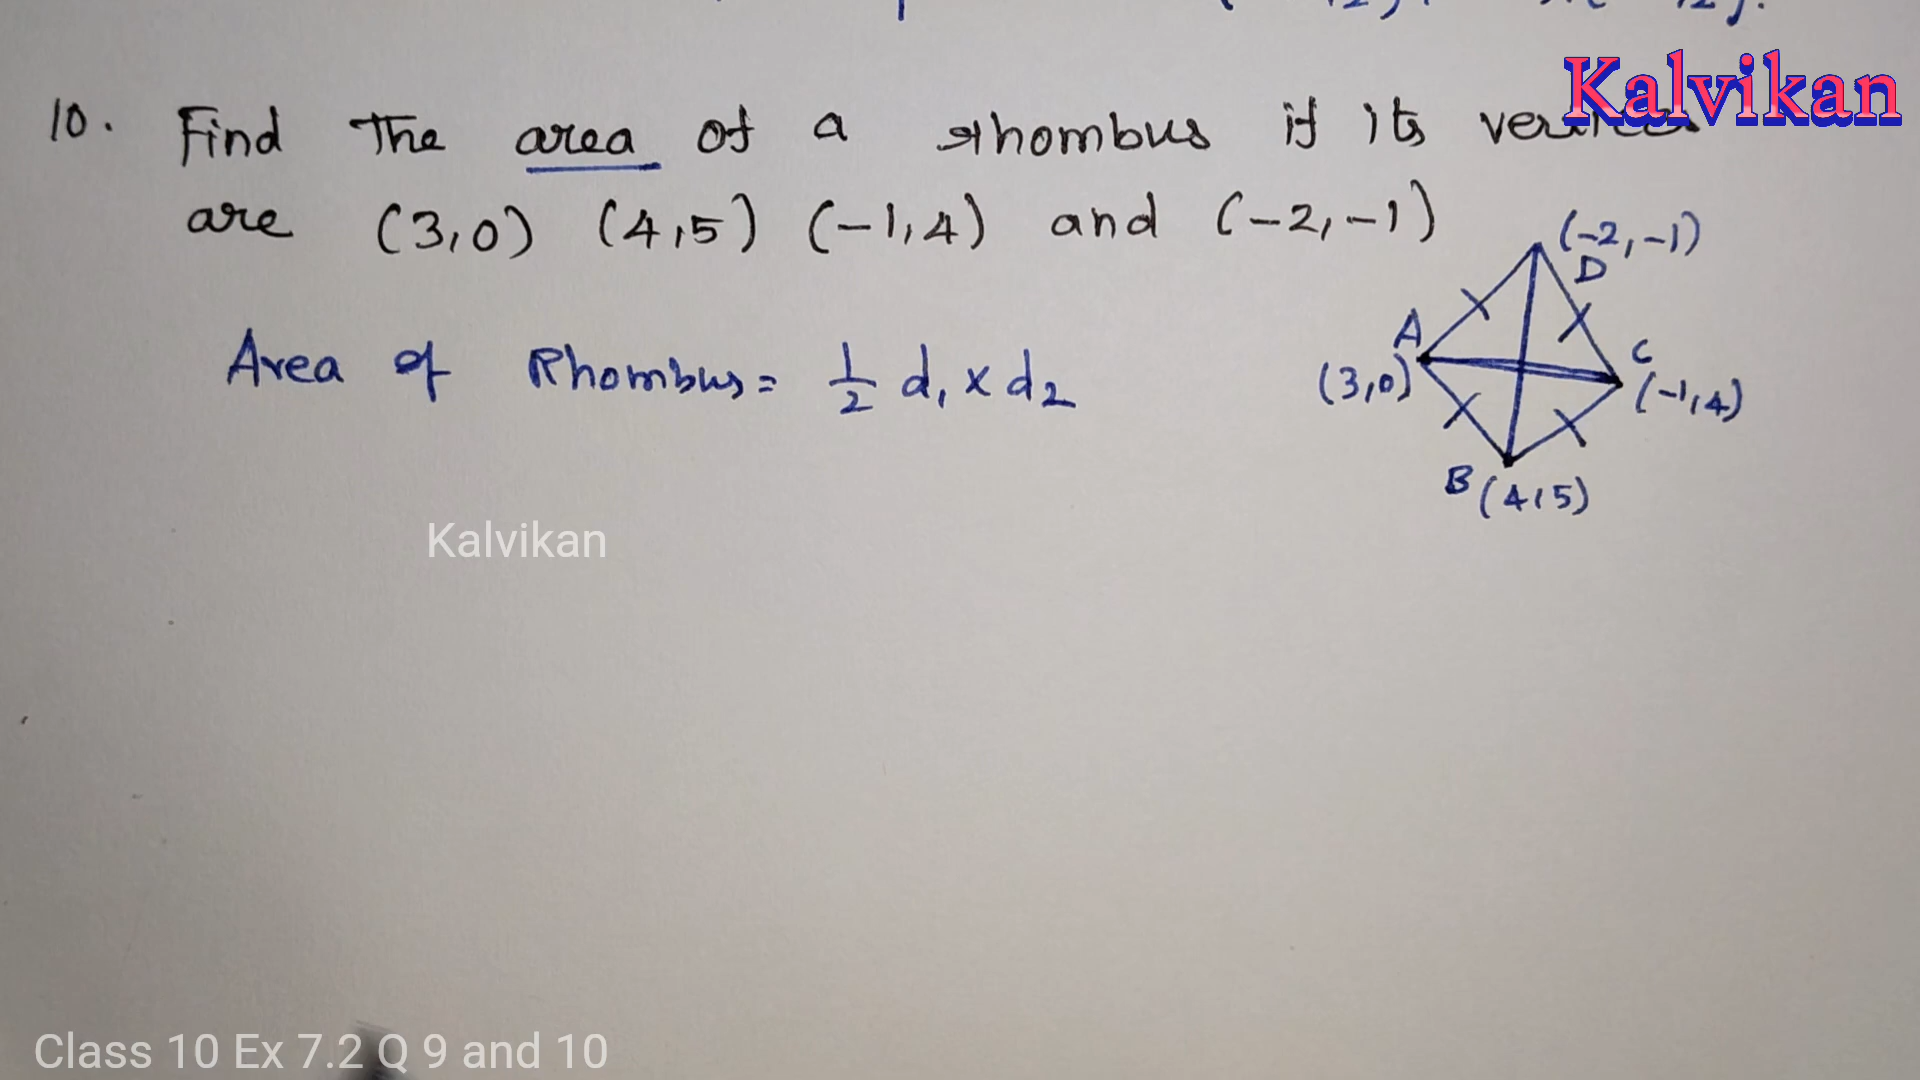 Kalvikan
10. Find The area of a rhombus if its
are (3,0) (4,5) (-1,4) and (-2,-1)
(-2,-1)
D
Area of Rhombus = 1/2 d1 x d2
A
(3,0)
C
(-1,4)
B (4,5)
Kalvikan
Class 10 Ex 7.2 Q 9 and 10